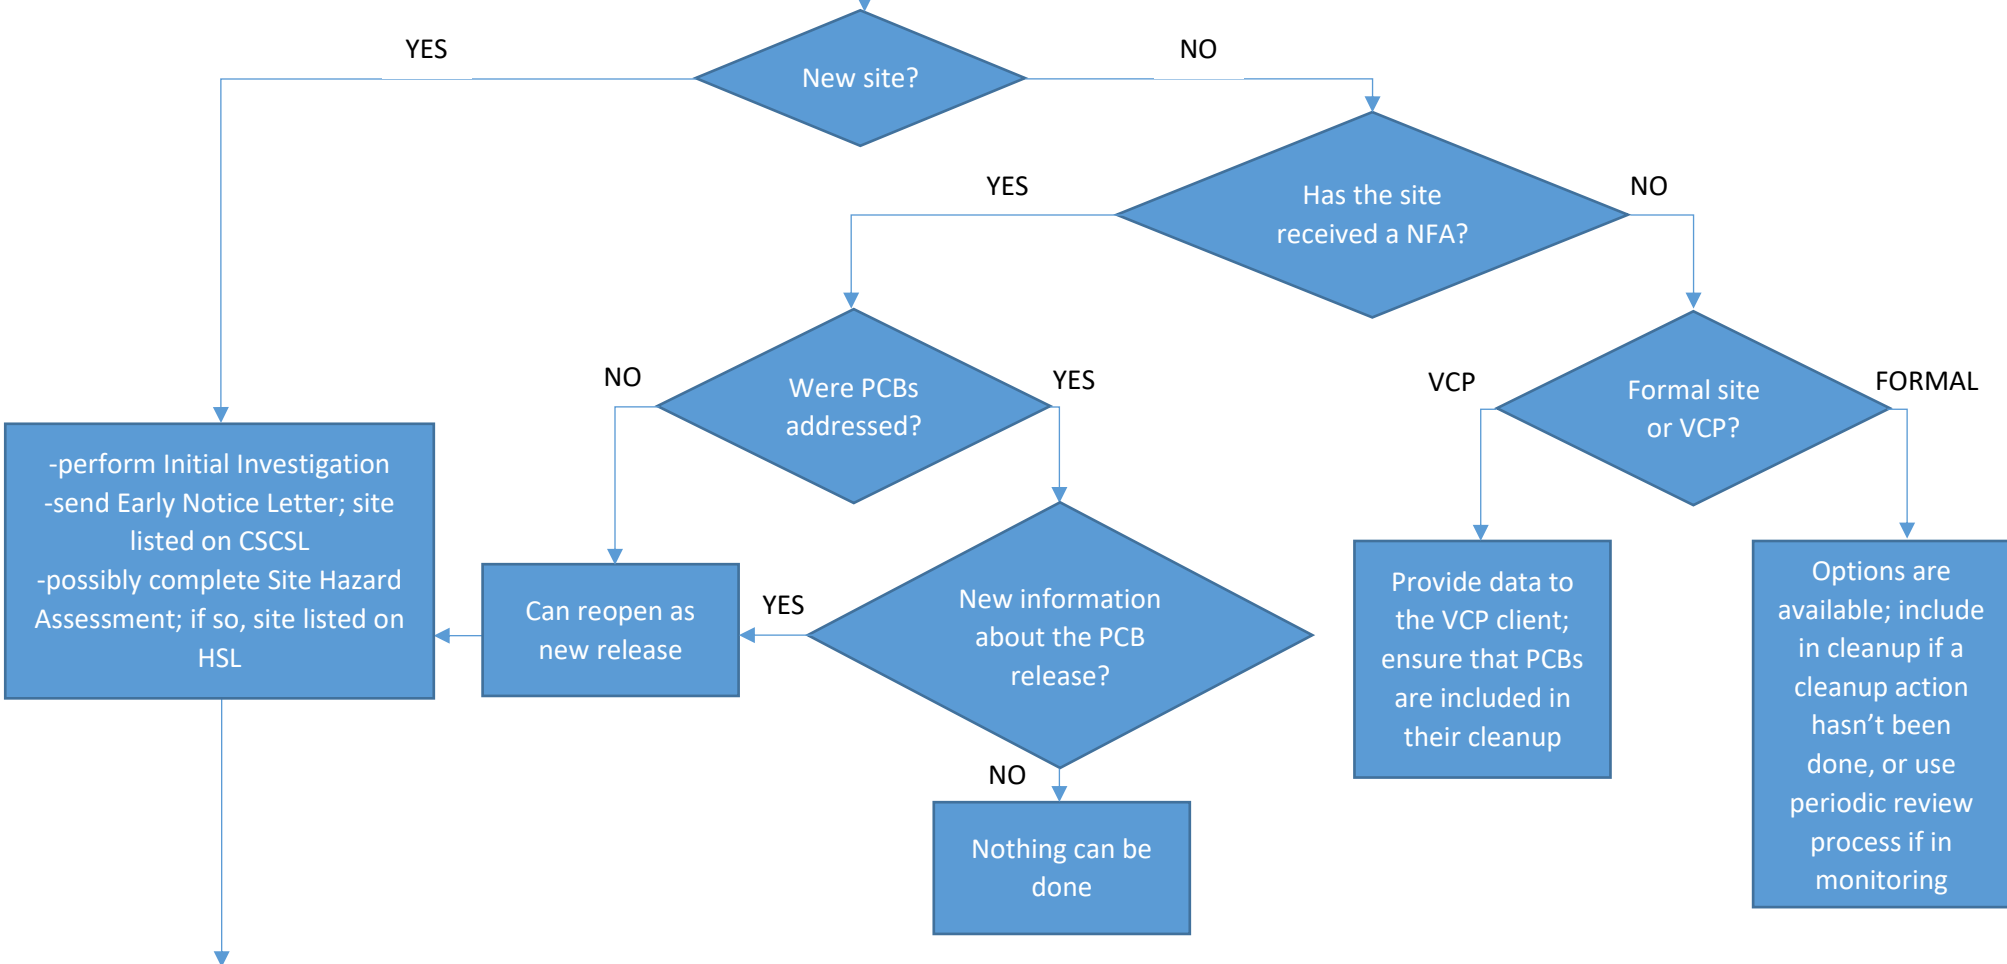 YES
NO
New site?
YES
Has the site
received a NFA?
NO
NO
Were PCBs
addressed?
YES
VCP
Formal site
or VCP?
FORMAL
-perform Initial Investigation
-send Early Notice Letter; site
listed on CSCSL
-possibly complete Site Hazard
Assessment; if so, site listed on
HSL
Can reopen as
new release
YES
New information
about the PCB
release?
Provide data to
the VCP client;
ensure that PCBs
are included in
their cleanup
Options are
available; include
in cleanup if a
cleanup action
hasn’t been
done, or use
periodic review
process if in
monitoring
NO
Nothing can be
done